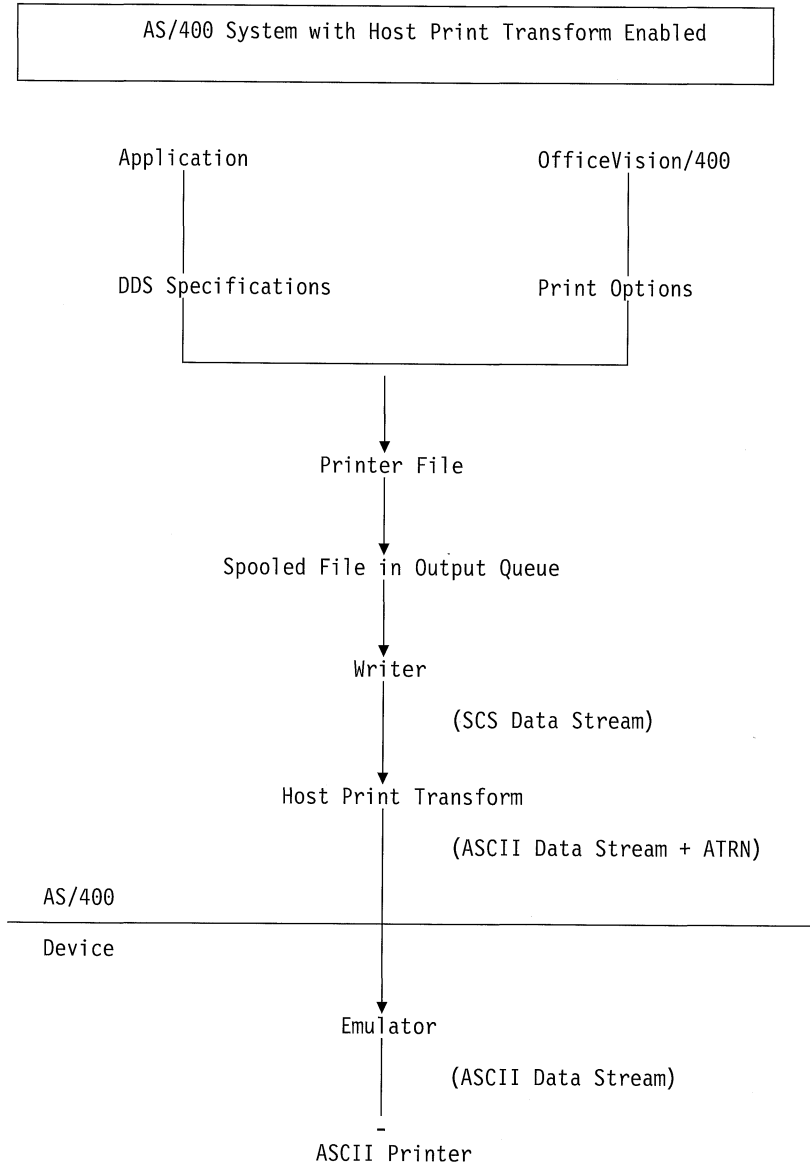 AS/400 System with Host Print Transform Enabled
Application OfficeVision/400
DDS Specifications Print Options
Printer File
Spooled File in Output Queue
Writer
(SCS Data Stream)
Host Print Transform
(ASCII Data Stream + ATRN)
AS/400
Device
Emulator
(ASCII Data Stream)
ASCII Printer